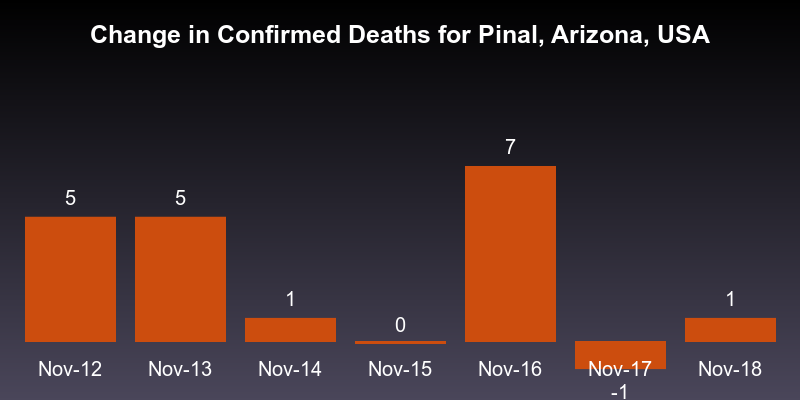 Change in Confirmed Deaths for Pinal, Arizona, USA
5 5 1 0 7 1
Nov-12 Nov-13 Nov-14 Nov-15 Nov-16 Nov-17 Nov-18
-1